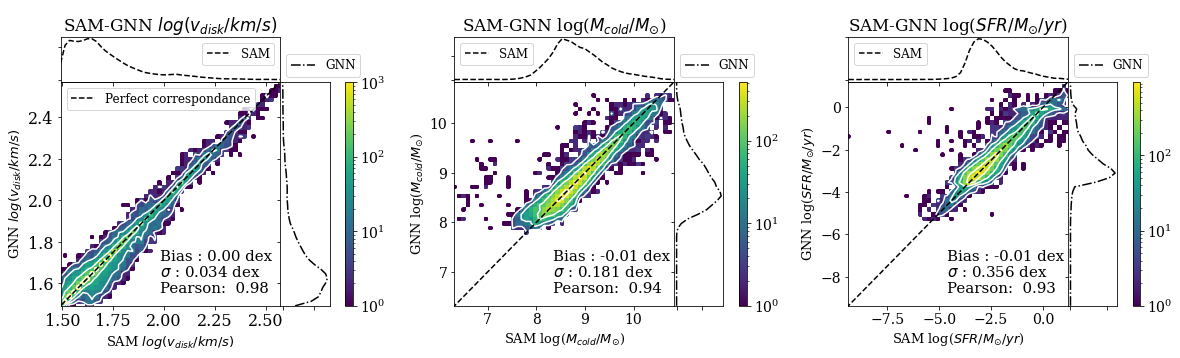 SAM-GNN log(v_disk/km/s)
SAM
GNN
Perfect correspondance
10^3
10^2
10^1
10^0
2.4
2.2
2.0
1.8
1.6
GNN log(v_disk/km/s)
Bias : 0.00 dex
σ : 0.034 dex
Pearson: 0.98
1.50 1.75 2.00 2.25 2.50
SAM log(v_disk/km/s)
SAM-GNN log(M_cold/M_⊙)
SAM
GNN
10^2
10^1
10^0
10
9
8
7
GNN log(M_cold/M_⊙)
Bias : -0.01 dex
σ : 0.181 dex
Pearson: 0.94
7 8 9 10
SAM log(M_cold/M_⊙)
SAM-GNN log(SFR/M_⊙/yr)
SAM
GNN
10^2
10^1
10^0
0
−2
−4
−6
−8
GNN log(SFR/M_⊙/yr)
Bias : -0.01 dex
σ : 0.356 dex
Pearson: 0.93
−7.5 −5.0 −2.5 0.0
SAM log(SFR/M_⊙/yr)